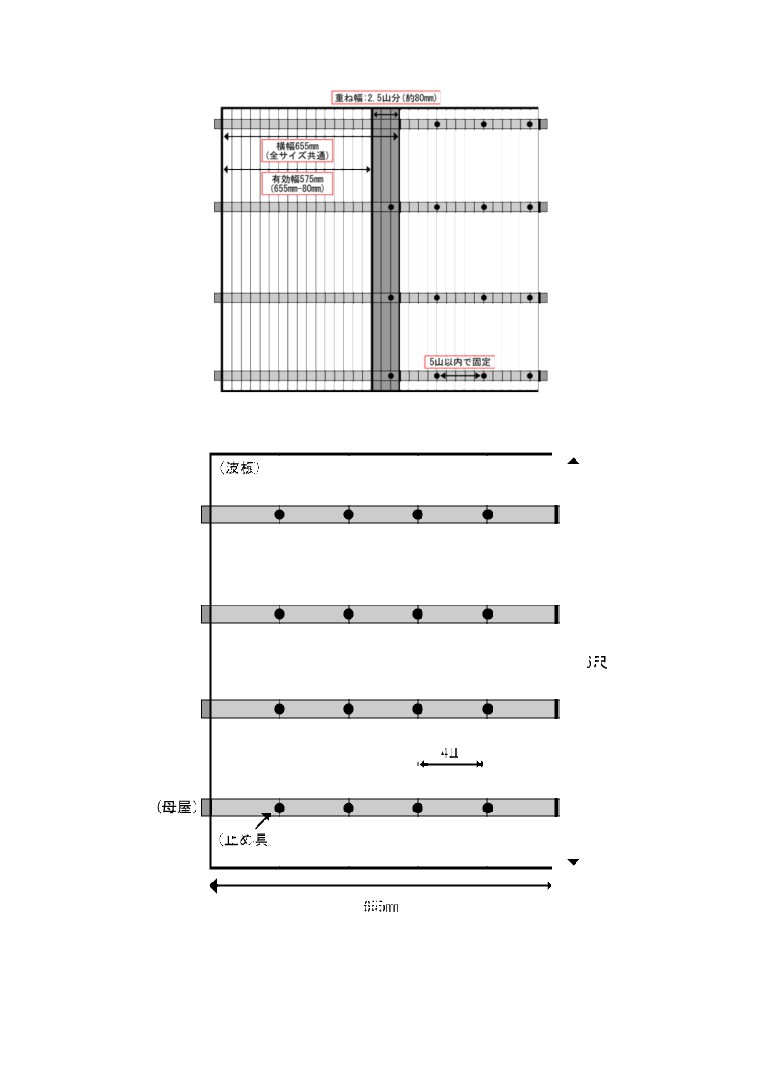 重ね幅:2.5山分(約80mm)
横幅655mm
(全サイズ共通)
有効幅575mm
(655mm-80mm)
5山以内で固定
(波板)
尺
4山
(母屋)
(止め具